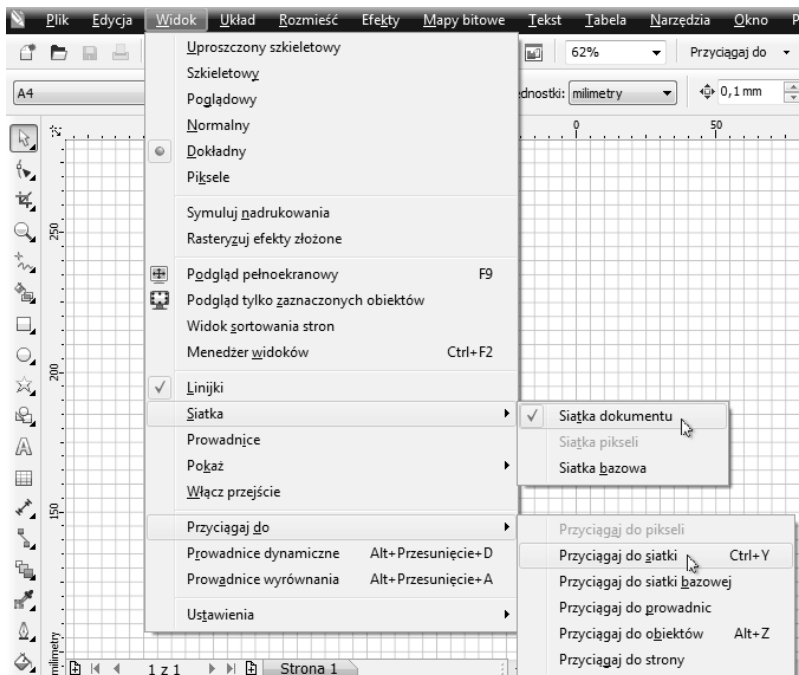 Plik Edycja Widok Układ Rozmieść Efekty Mapy bitowe Tekst Tabela Narzędzia Okno P
62% Przyciągaj do
A4 dnostki: milimetry 0,1 mm
Uproszczony szkieletowy
Szkieletowy
Poglądowy
Normalny
Dokładny
Piksele
Symuluj nadrukowania
Rasteryzuj efekty złożone
Podgląd pełnoekranowy F9
Podgląd tylko zaznaczonych obiektów
Widok sortowania stron
Menedżer widoków Ctrl+F2
Linijki
Siatka
Prowadnice
Pokaż
Włącz przejście
Przyciągaj do
Prowadnice dynamiczne Alt+Przesunięcie+D
Prowadnice wyrównania Alt+Przesunięcie+A
Ustawienia
Siatka dokumentu
Siatka pikseli
Siatka bazowa
Przyciągaj do pikseli
Przyciągaj do siatki Ctrl+Y
Przyciągaj do siatki bazowej
Przyciągaj do prowadnic
Przyciągaj do obiektów Alt+Z
Przyciągaj do strony
0 50
250
200
150
milimetry
1 z 1 Strona 1